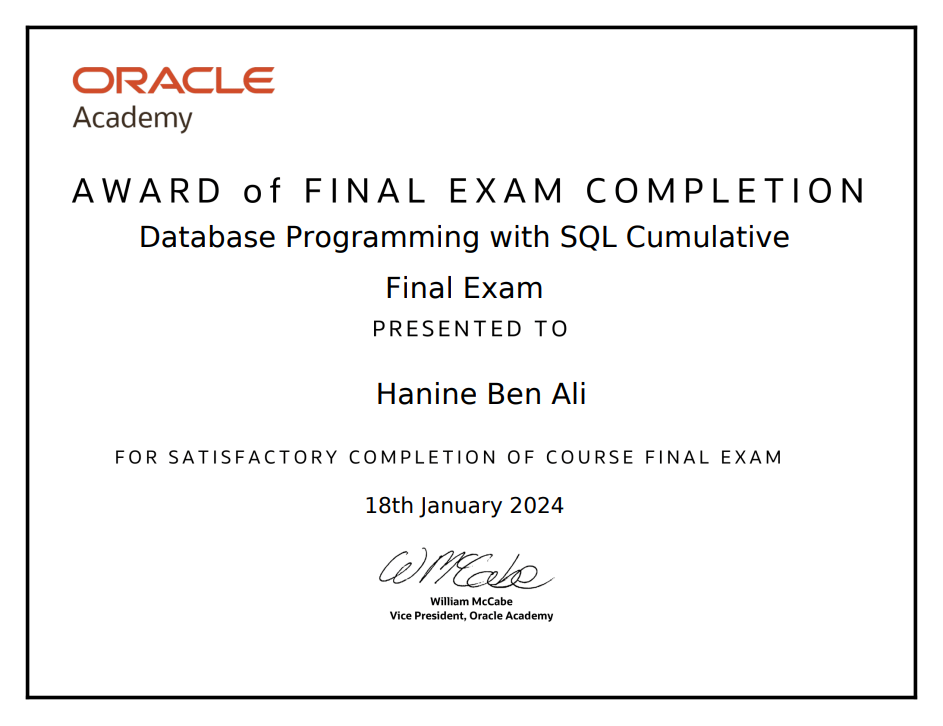 ORACLE
Academy
AWARD of FINAL EXAM COMPLETION
Database Programming with SQL Cumulative
Final Exam
PRESENTED TO
Hanine Ben Ali
FOR SATISFACTORY COMPLETION OF COURSE FINAL EXAM
18th January 2024
W McCabe
William McCabe
Vice President, Oracle Academy